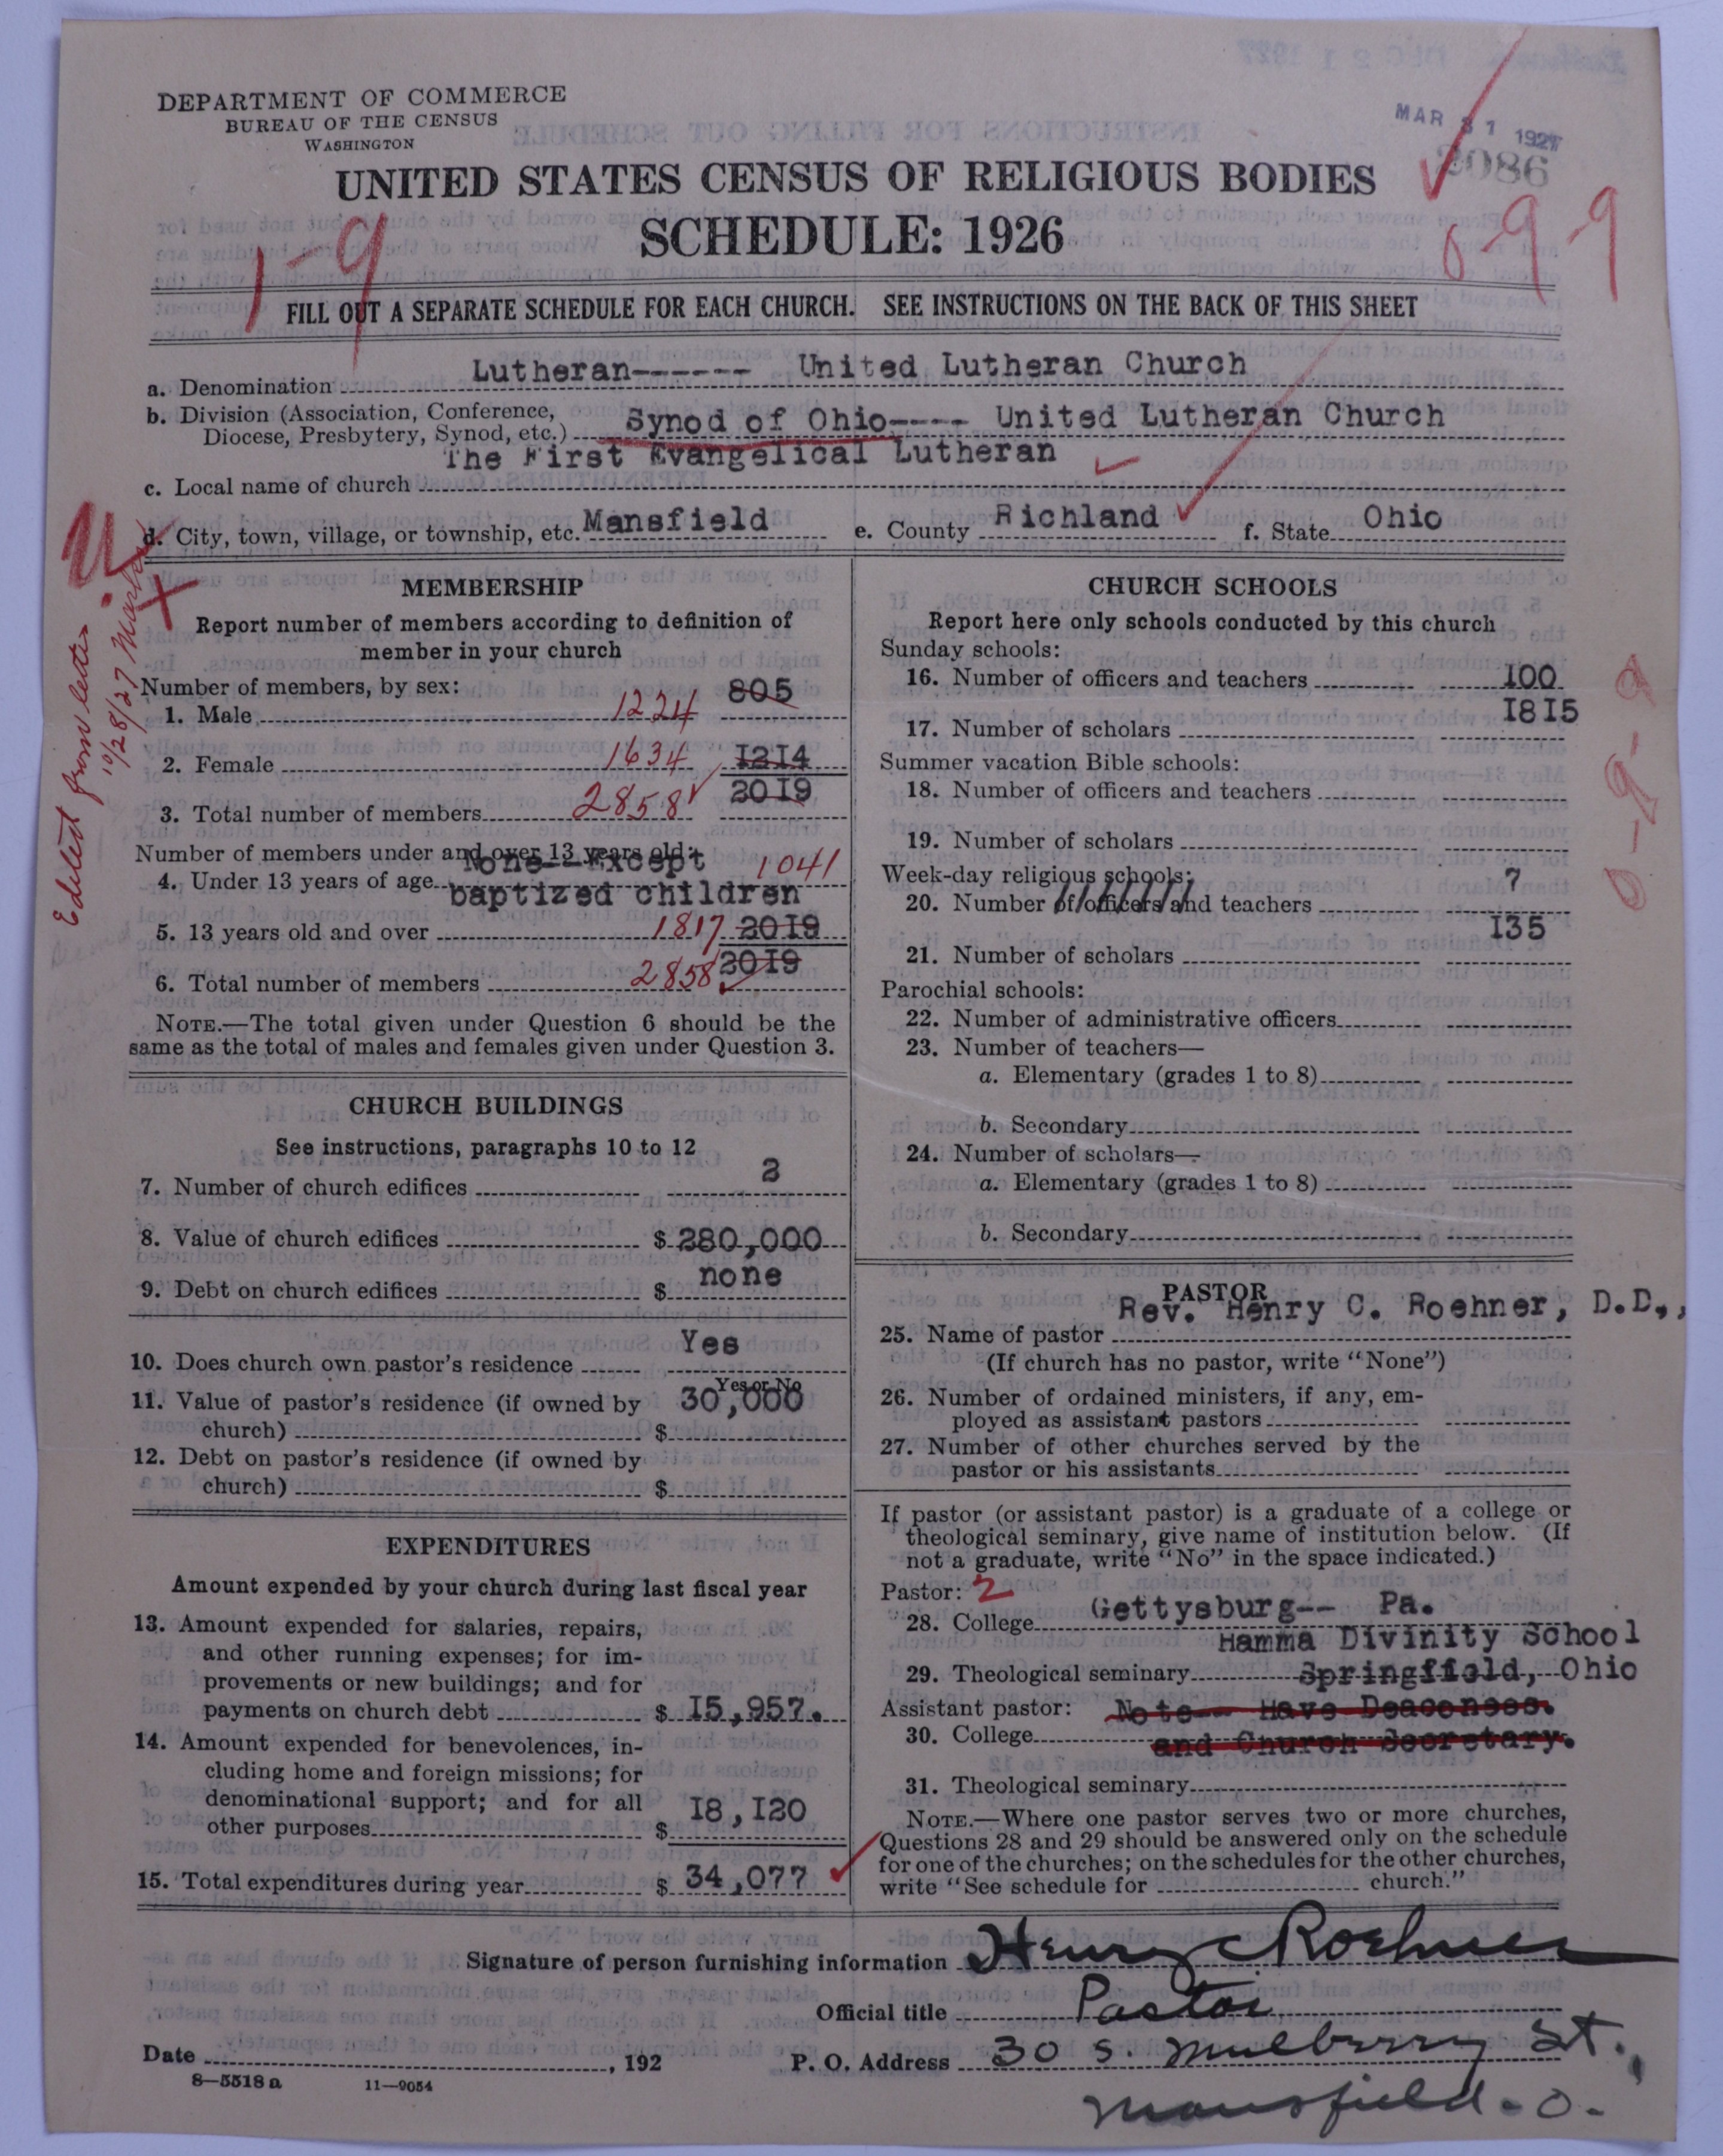 DEPARTMENT OF COMMERCE
BUREAU OF THE CENSUS
WASHINGTON
MAR 31 1927
3086
UNITED STATES CENSUS OF RELIGIOUS BODIES
SCHEDULE: 1926
1-9
0-9-9
FILL OUT A SEPARATE SCHEDULE FOR EACH CHURCH. SEE INSTRUCTIONS ON THE BACK OF THIS SHEET
a. Denomination Lutheran------ United Lutheran Church
b. Division (Association, Conference,
Diocese, Presbytery, Synod, etc.) Synod of Ohio---- United Lutheran Church
The First Evangelical Lutheran
c. Local name of church
d. City, town, village, or township, etc. Mansfield e. County Richland f. State Ohio
Edited from letter
10/28/27
MEMBERSHIP
Report number of members according to definition of
member in your church
Number of members, by sex:
1. Male 1224 805
2. Female 1634 1214
3. Total number of members 2858 2019
Number of members under and over 13 years old:
4. Under 13 years of age None--Except 1041
baptized children
5. 13 years old and over 1817 2019
6. Total number of members 2858 2019
NOTE.—The total given under Question 6 should be the
same as the total of males and females given under Question 3.
CHURCH BUILDINGS
See instructions, paragraphs 10 to 12
7. Number of church edifices 2
8. Value of church edifices $ 280,000
9. Debt on church edifices $ none
10. Does church own pastor's residence Yes
Yes or No
11. Value of pastor's residence (if owned by
church) $ 30,000
12. Debt on pastor's residence (if owned by
church) $
EXPENDITURES
Amount expended by your church during last fiscal year
13. Amount expended for salaries, repairs,
and other running expenses; for im-
provements or new buildings; and for
payments on church debt $ 15,957.
14. Amount expended for benevolences, in-
cluding home and foreign missions; for
denominational support; and for all
other purposes $ 18,120
15. Total expenditures during year $ 34,077
CHURCH SCHOOLS
Report here only schools conducted by this church
Sunday schools:
16. Number of officers and teachers 100
17. Number of scholars 1815
Summer vacation Bible schools:
18. Number of officers and teachers
19. Number of scholars
0-9-9
Week-day religious schools:
20. Number of officers and teachers 7
21. Number of scholars 135
Parochial schools:
22. Number of administrative officers
23. Number of teachers—
a. Elementary (grades 1 to 8)
b. Secondary
24. Number of scholars—
a. Elementary (grades 1 to 8)
b. Secondary
PASTOR
25. Name of pastor Rev. Henry C. Roehner, D.D.,
(If church has no pastor, write "None")
26. Number of ordained ministers, if any, em-
ployed as assistant pastors
27. Number of other churches served by the
pastor or his assistants
If pastor (or assistant pastor) is a graduate of a college or
theological seminary, give name of institution below. (If
not a graduate, write "No" in the space indicated.)
Pastor: 2
28. College Gettysburg-- Pa.
Hamma Divinity School
29. Theological seminary Springfield, Ohio
Assistant pastor: Note-- Have Deaconess.
30. College and Church Secretary.
31. Theological seminary
NOTE.—Where one pastor serves two or more churches,
Questions 28 and 29 should be answered only on the schedule
for one of the churches; on the schedules for the other churches,
write "See schedule for church."
Signature of person furnishing information Henry C Roehner
Official title Pastor
Date , 192
P. O. Address 30 S. Mulberry St.,
Mansfield - O.
8—5518 a 11—9054